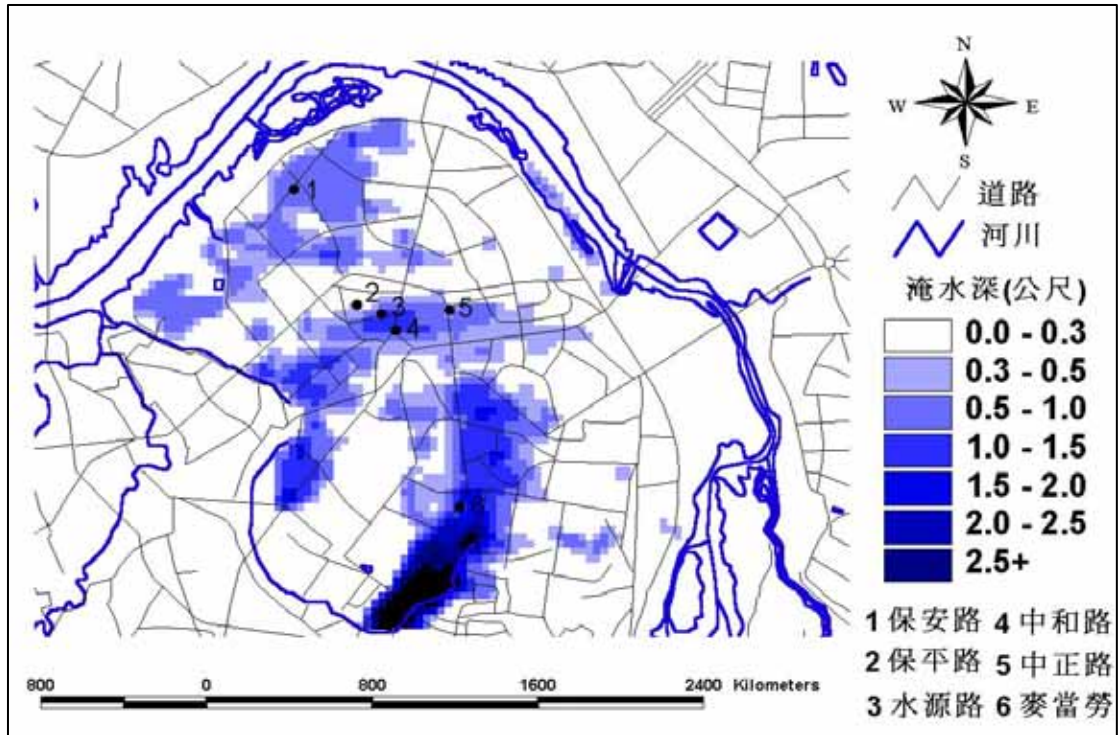 N
W E
S
道路
河川
淹水深(公尺)
0.0 - 0.3
0.3 - 0.5
0.5 - 1.0
1.0 - 1.5
1.5 - 2.0
2.0 - 2.5
2.5+
1
2
3
4
5
6
1 保安路 4 中和路
2 保平路 5 中正路
3 水源路 6 麥當勞
800 0 800 1600 2400 Kilometers